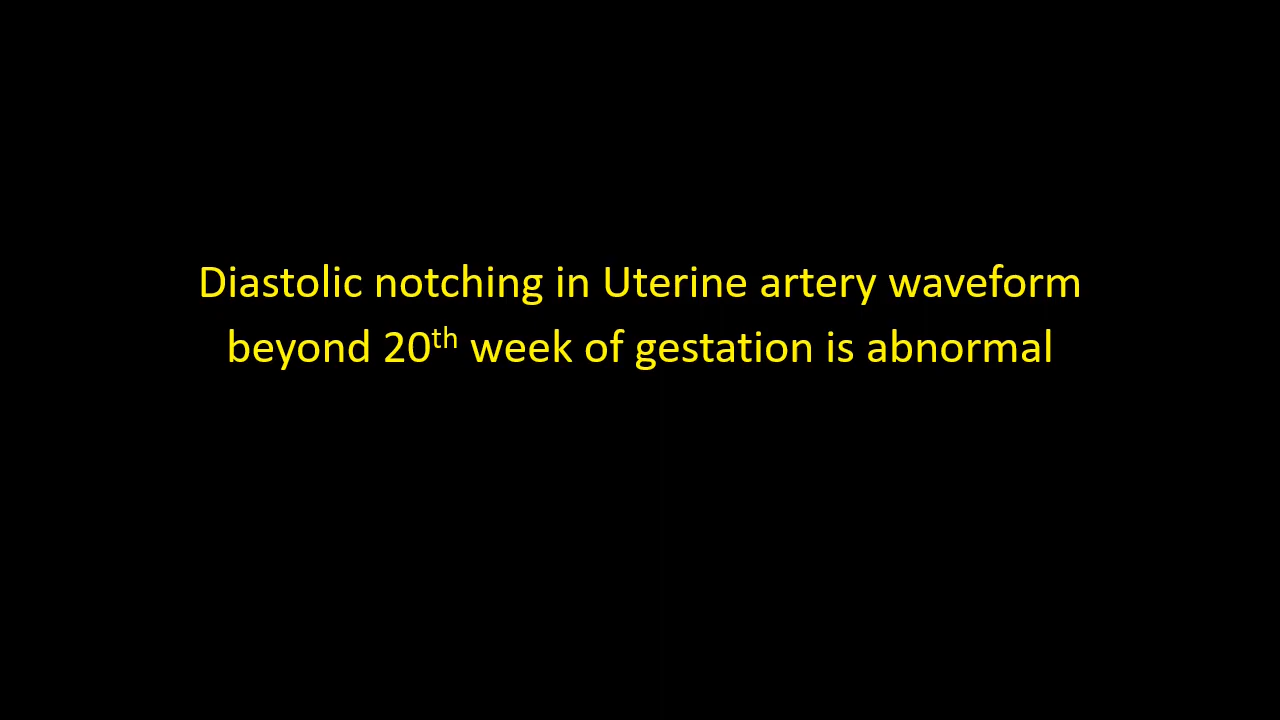 Diastolic notching in Uterine artery waveform
beyond 20th week of gestation is abnormal